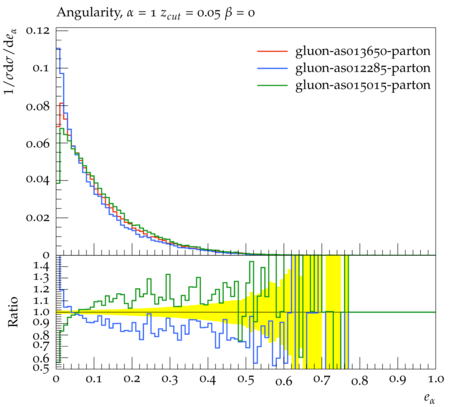 Angularity, α = 1 z_cut = 0.05 β = 0
1/σdσ/de_α
gluon-as013650-parton
gluon-as012285-parton
gluon-as015015-parton
0.12
0.1
0.08
0.06
0.04
0.02
0
Ratio
1.4
1.3
1.2
1.1
1.0
0.9
0.8
0.7
0.6
0.5
0 0.1 0.2 0.3 0.4 0.5 0.6 0.7 0.8 0.9 1.0
e_α